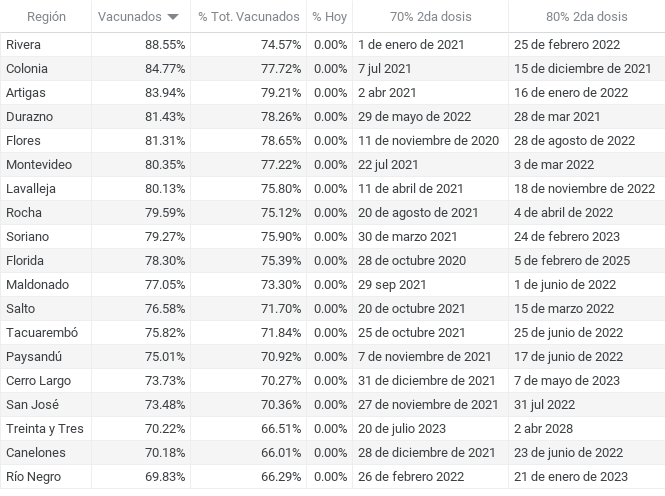 Región Vacunados % Tot. Vacunados % Hoy 70% 2da dosis 80% 2da dosis
Rivera 88.55% 74.57% 0.00% 1 de enero de 2021 25 de febrero 2022
Colonia 84.77% 77.72% 0.00% 7 jul 2021 15 de diciembre de 2021
Artigas 83.94% 79.21% 0.00% 2 abr 2021 16 de enero de 2022
Durazno 81.43% 78.26% 0.00% 29 de mayo de 2022 28 de mar 2021
Flores 81.31% 78.65% 0.00% 11 de noviembre de 2020 28 de agosto de 2022
Montevideo 80.35% 77.22% 0.00% 22 jul 2021 3 de mar 2022
Lavalleja 80.13% 75.80% 0.00% 11 de abril de 2021 18 de noviembre de 2022
Rocha 79.59% 75.12% 0.00% 20 de agosto de 2021 4 de abril de 2022
Soriano 79.27% 75.90% 0.00% 30 de marzo 2021 24 de febrero 2023
Florida 78.30% 75.39% 0.00% 28 de octubre 2020 5 de febrero de 2025
Maldonado 77.05% 73.30% 0.00% 29 sep 2021 1 de junio de 2022
Salto 76.58% 71.70% 0.00% 20 de octubre 2021 15 de marzo 2022
Tacuarembó 75.82% 71.84% 0.00% 25 de octubre 2021 25 de junio de 2022
Paysandú 75.01% 70.92% 0.00% 7 de noviembre de 2021 17 de junio de 2022
Cerro Largo 73.73% 70.27% 0.00% 31 de diciembre de 2021 7 de mayo de 2023
San José 73.48% 70.36% 0.00% 27 de noviembre de 2021 31 jul 2022
Treinta y Tres 70.22% 66.51% 0.00% 20 de julio 2023 2 abr 2028
Canelones 70.18% 66.01% 0.00% 28 de diciembre de 2021 23 de junio de 2022
Río Negro 69.83% 66.29% 0.00% 26 de febrero 2022 21 de enero de 2023